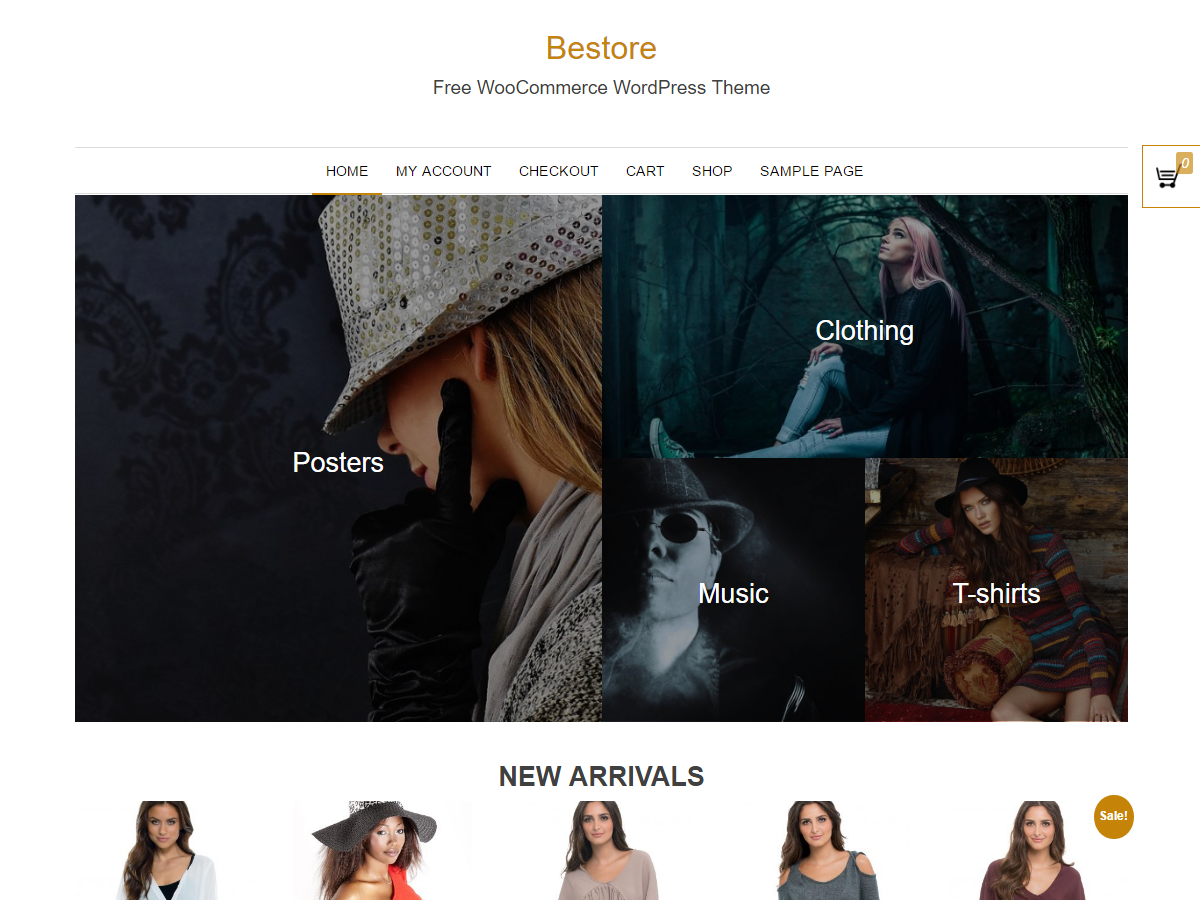 Bestore
Free WooCommerce WordPress Theme
HOME MY ACCOUNT CHECKOUT CART SHOP SAMPLE PAGE
0
Clothing
Posters
Music
T-shirts
NEW ARRIVALS
Sale!